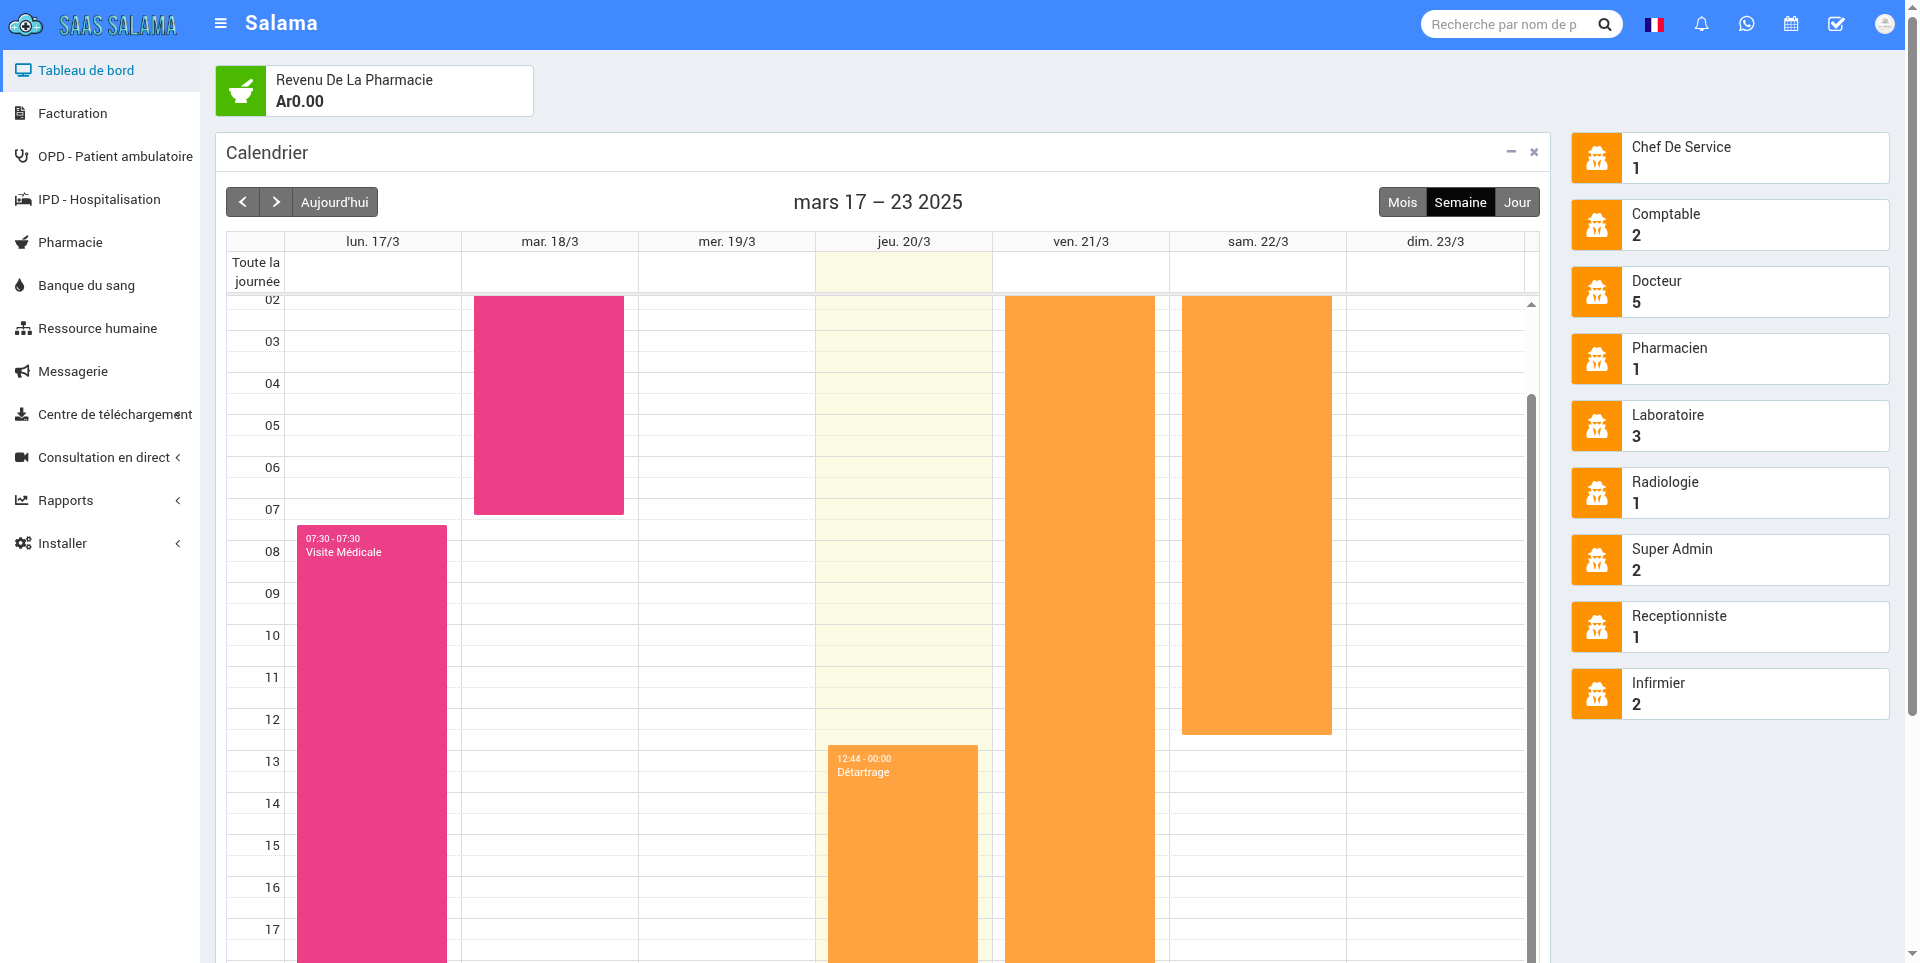 SAAS SALAMA
Salama
Recherche par nom de p
Tableau de bord
Facturation
OPD - Patient ambulatoire
IPD - Hospitalisation
Pharmacie
Banque du sang
Ressource humaine
Messagerie
Centre de téléchargement
Consultation en direct
Rapports
Installer
Revenu De La Pharmacie
Ar0.00
Calendrier
Aujourd'hui
mars 17 – 23 2025
Mois Semaine Jour
lun. 17/3 mar. 18/3 mer. 19/3 jeu. 20/3 ven. 21/3 sam. 22/3 dim. 23/3
Toute la
journée
02
03
04
05
06
07
07:30 - 07:30
Visite Médicale
08
09
10
11
12
12:44 - 00:00
Détartrage
13
14
15
16
17
Chef De Service
1
Comptable
2
Docteur
5
Pharmacien
1
Laboratoire
3
Radiologie
1
Super Admin
2
Receptionniste
1
Infirmier
2